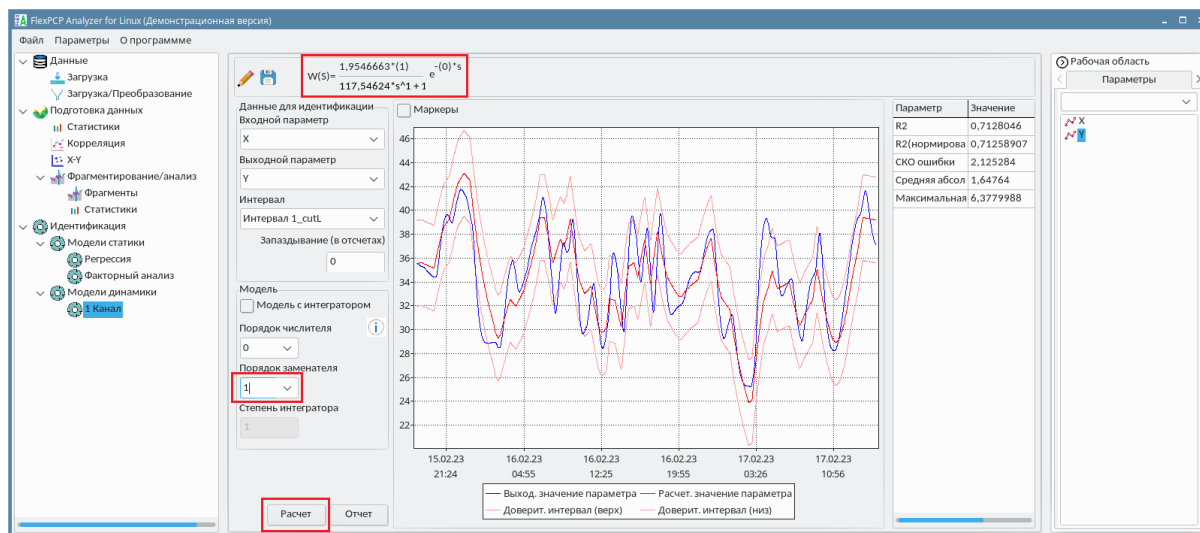 FlexPCP Analyzer for Linux (Демонстрационная версия)
Файл Параметры О программме
Данные
Загрузка
Загрузка/Преобразование
Подготовка данных
Статистики
Корреляция
X-Y
Фрагментирование/анализ
Фрагменты
Статистики
Идентификация
Модели статики
Регрессия
Факторный анализ
Модели динамики
1 Канал
1,9546663*(1)
W(S)= e -(0)*s
117,54624*s^1 + 1
Данные для идентификации
Входной параметр
X
Выходной параметр
Y
Интервал
Интервал 1_cutL
Запаздывание (в отсчетах)
0
Модель
Модель с интегратором
Порядок числителя
i
0
Порядок заменателя
1
Степень интегратора
1
Расчет Отчет
Маркеры
46
44
42
40
38
36
34
32
30
28
26
24
22
15.02.23 16.02.23 16.02.23 16.02.23 17.02.23 17.02.23
21:24 04:55 12:25 19:55 03:26 10:56
Выход. значение параметра Расчет. значение параметра
Доверит. интервал (верх) Доверит. интервал (низ)
Параметр Значение
R2 0,7128046
R2(нормирова 0,71258907
СКО ошибки 2,125284
Средняя абсол 1,64764
Максимальная 6,3779988
Рабочая область
Параметры
X
Y